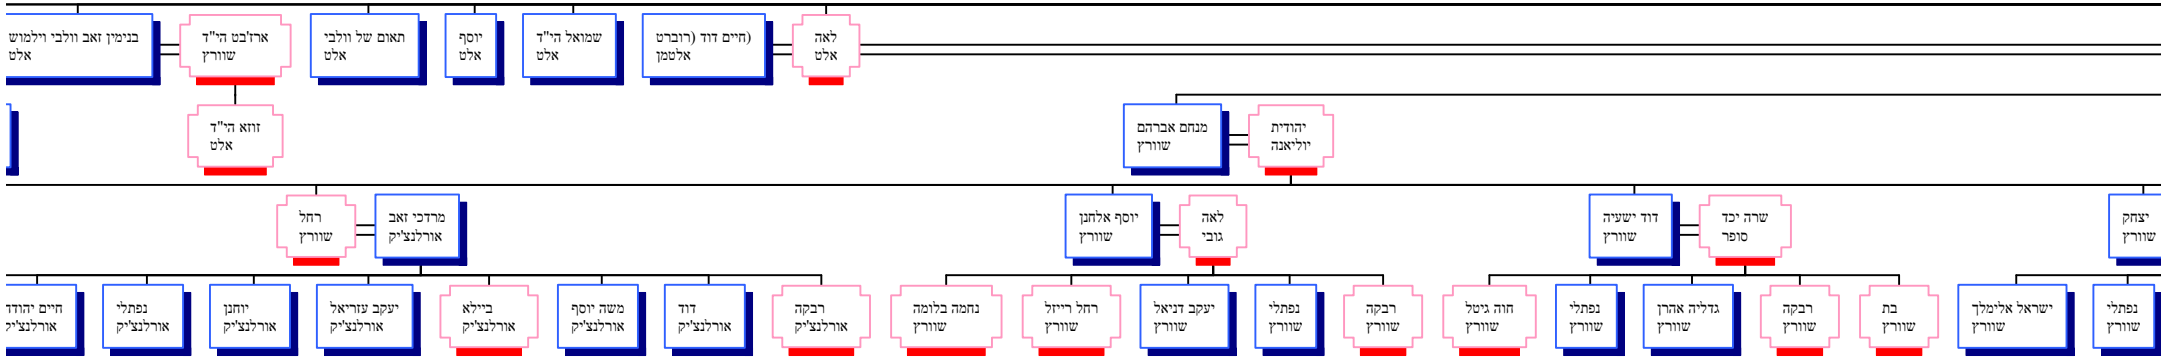 בנימין זאב וולבי וילמוש
אלט
ארז'בט הי"ד
שוורץ
תאום של וולבי
אלט
יוסף
אלט
שמואל הי"ד
אלט
(חיים דוד (רוברט
אלטמן
לאה
אלט
זוזא הי"ד
אלט
מנחם אברהם
שוורץ
יהודית
יוליאנה
רחל
שוורץ
מרדכי זאב
אורלנצ'יק
יוסף אלחנן
שוורץ
לאה
גובי
דוד ישעיה
שוורץ
שרה יכד
סופר
יצחק
שוורץ
חיים יהודה
אורלנצ'יק
נפתלי
אורלנצ'יק
יוחנן
אורלנצ'יק
יעקב עזריאל
אורלנצ'יק
ביילא
אורלנצ'יק
משה יוסף
אורלנצ'יק
דוד
אורלנצ'יק
רבקה
אורלנצ'יק
נחמה בלומה
שוורץ
רחל רייזל
שוורץ
יעקב דניאל
שוורץ
נפתלי
שוורץ
רבקה
שוורץ
חוה גיטל
שוורץ
נפתלי
שוורץ
גדליה אהרן
שוורץ
רבקה
שוורץ
בת
שוורץ
ישראל אלימלך
שוורץ
נפתלי
שוורץ